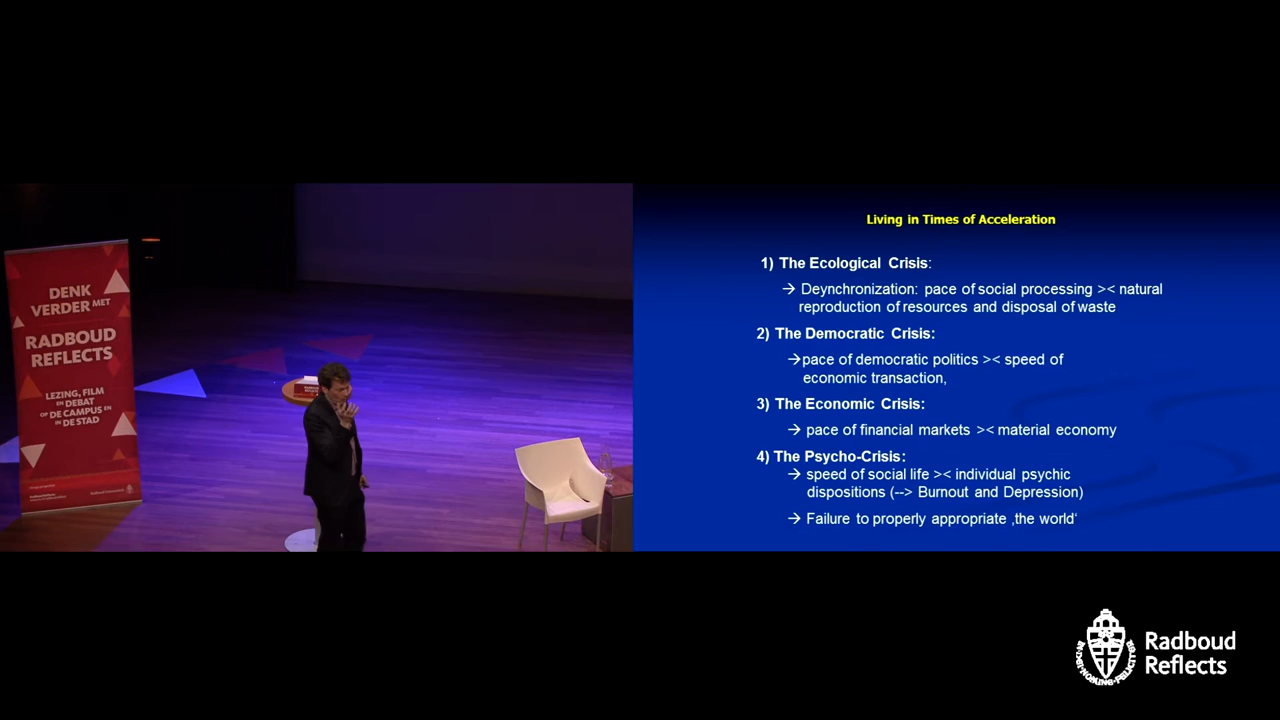 DENK
VERDER MET
RADBOUD
REFLECTS
LEZING, FILM
EN DEBAT
OP DE CAMPUS EN
IN DE STAD
Living in Times of Acceleration
1) The Ecological Crisis:
→ Deynchronization: pace of social processing >< natural
reproduction of resources and disposal of waste
2) The Democratic Crisis:
→pace of democratic politics >< speed of
economic transaction,
3) The Economic Crisis:
→ pace of financial markets >< material economy
4) The Psycho-Crisis:
→ speed of social life >< individual psychic
dispositions (--> Burnout and Depression)
→ Failure to properly appropriate ‚the world‘
Radboud
Reflects